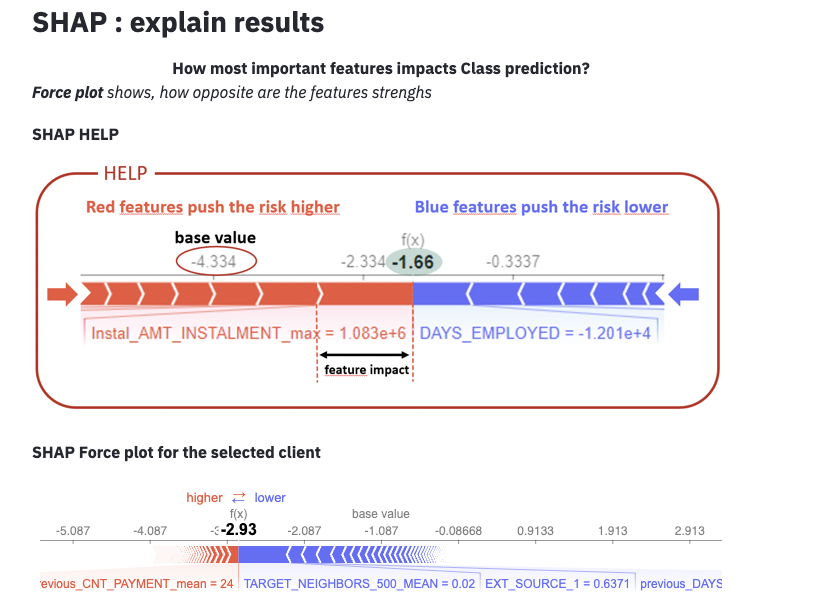 SHAP : explain results
How most important features impacts Class prediction?
Force plot shows, how opposite are the features strenghs
SHAP HELP
HELP
Red features push the risk higher Blue features push the risk lower
base value f(x)
-4.334 -2.334 -1.66 -0.3337
Instal_AMT_INSTALMENT_max = 1.083e+6 DAYS_EMPLOYED = -1.201e+4
feature impact
SHAP Force plot for the selected client
higher ⇄ lower
f(x) base value
-5.087 -4.087 -2.93 -2.087 -1.087 -0.08668 0.9133 1.913 2.913
evious_CNT_PAYMENT_mean = 24 TARGET_NEIGHBORS_500_MEAN = 0.02 EXT_SOURCE_1 = 0.6371 previous_DAYS